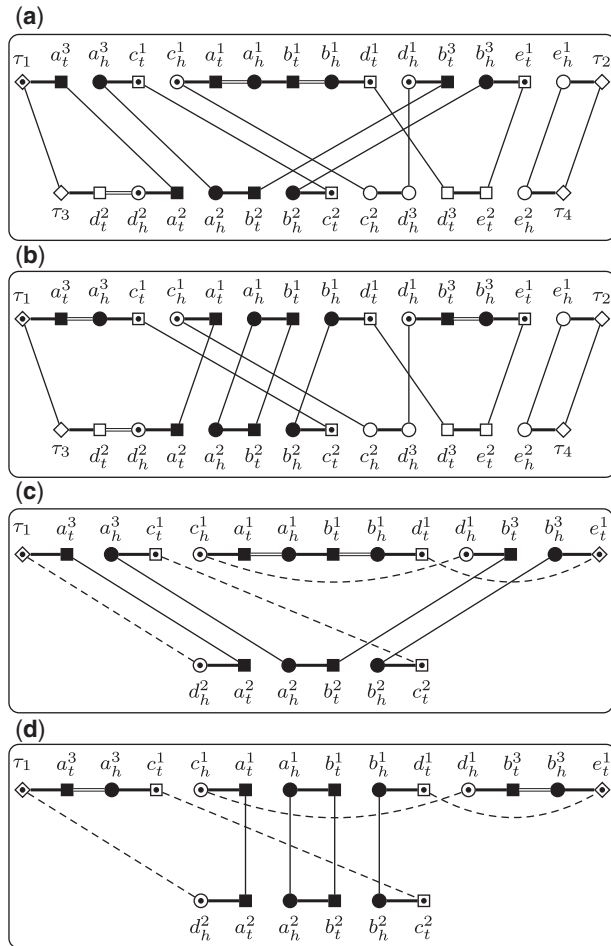 (a)
τ₁ a³ₜ a³ₕ c¹ₜ c¹ₕ a¹ₜ a¹ₕ b¹ₜ b¹ₕ d¹ₜ d¹ₕ b³ₜ b³ₕ e¹ₜ e¹ₕ τ₂
τ₃ d²ₜ d²ₕ a²ₜ a²ₕ b²ₜ b²ₕ c²ₜ c²ₕ d³ₕ d³ₜ e²ₜ e²ₕ τ₄
(b)
τ₁ a³ₜ a³ₕ c¹ₜ c¹ₕ a¹ₜ a¹ₕ b¹ₜ b¹ₕ d¹ₜ d¹ₕ b³ₜ b³ₕ e¹ₜ e¹ₕ τ₂
τ₃ d²ₜ d²ₕ a²ₜ a²ₕ b²ₜ b²ₕ c²ₜ c²ₕ d³ₕ d³ₜ e²ₜ e²ₕ τ₄
(c)
τ₁ a³ₜ a³ₕ c¹ₜ c¹ₕ a¹ₜ a¹ₕ b¹ₜ b¹ₕ d¹ₜ d¹ₕ b³ₜ b³ₕ e¹ₜ
d²ₕ a²ₜ a²ₕ b²ₜ b²ₕ c²ₜ
(d)
τ₁ a³ₜ a³ₕ c¹ₜ c¹ₕ a¹ₜ a¹ₕ b¹ₜ b¹ₕ d¹ₜ d¹ₕ b³ₜ b³ₕ e¹ₜ
d²ₕ a²ₜ a²ₕ b²ₜ b²ₕ c²ₜ